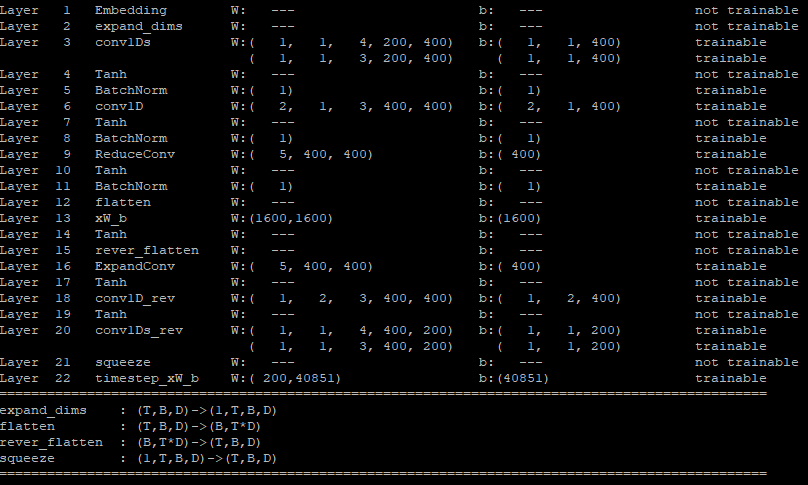 Layer   1   Embedding     W:   ---                       b:   ---                   not trainable
Layer   2   expand_dims   W:   ---                       b:   ---                   not trainable
Layer   3   conv1Ds       W:(   1,   1,   4, 200, 400)   b:(   1,   1, 400)         trainable
                            (   1,   1,   3, 200, 400)     (   1,   1, 400)         trainable
Layer   4   Tanh          W:   ---                       b:   ---                   not trainable
Layer   5   BatchNorm     W:(   1)                       b:(   1)                   trainable
Layer   6   conv1D        W:(   2,   1,   3, 400, 400)   b:(   2,   1, 400)         trainable
Layer   7   Tanh          W:   ---                       b:   ---                   not trainable
Layer   8   BatchNorm     W:(   1)                       b:(   1)                   trainable
Layer   9   ReduceConv    W:(   5, 400, 400)             b:( 400)                   trainable
Layer  10   Tanh          W:   ---                       b:   ---                   not trainable
Layer  11   BatchNorm     W:(   1)                       b:(   1)                   trainable
Layer  12   flatten       W:   ---                       b:   ---                   not trainable
Layer  13   xW_b          W:(1600,1600)                  b:(1600)                   trainable
Layer  14   Tanh          W:   ---                       b:   ---                   not trainable
Layer  15   rever_flatten W:   ---                       b:   ---                   not trainable
Layer  16   ExpandConv    W:(   5, 400, 400)             b:( 400)                   trainable
Layer  17   Tanh          W:   ---                       b:   ---                   not trainable
Layer  18   conv1D_rev    W:(   1,   2,   3, 400, 400)   b:(   1,   2, 400)         trainable
Layer  19   Tanh          W:   ---                       b:   ---                   not trainable
Layer  20   conv1Ds_rev   W:(   1,   1,   4, 400, 200)   b:(   1,   1, 200)         trainable
                            (   1,   1,   3, 400, 200)     (   1,   1, 200)         trainable
Layer  21   squeeze       W:   ---                       b:   ---                   not trainable
Layer  22   timestep_xW_b W:( 200,40851)                 b:(40851)                  trainable
================================================================================================
expand_dims    : (T,B,D)->(1,T,B,D)
flatten        : (T,B,D)->(B,T*D)
rever_flatten  : (B,T*D)->(T,B,D)
squeeze        : (1,T,B,D)->(T,B,D)
================================================================================================